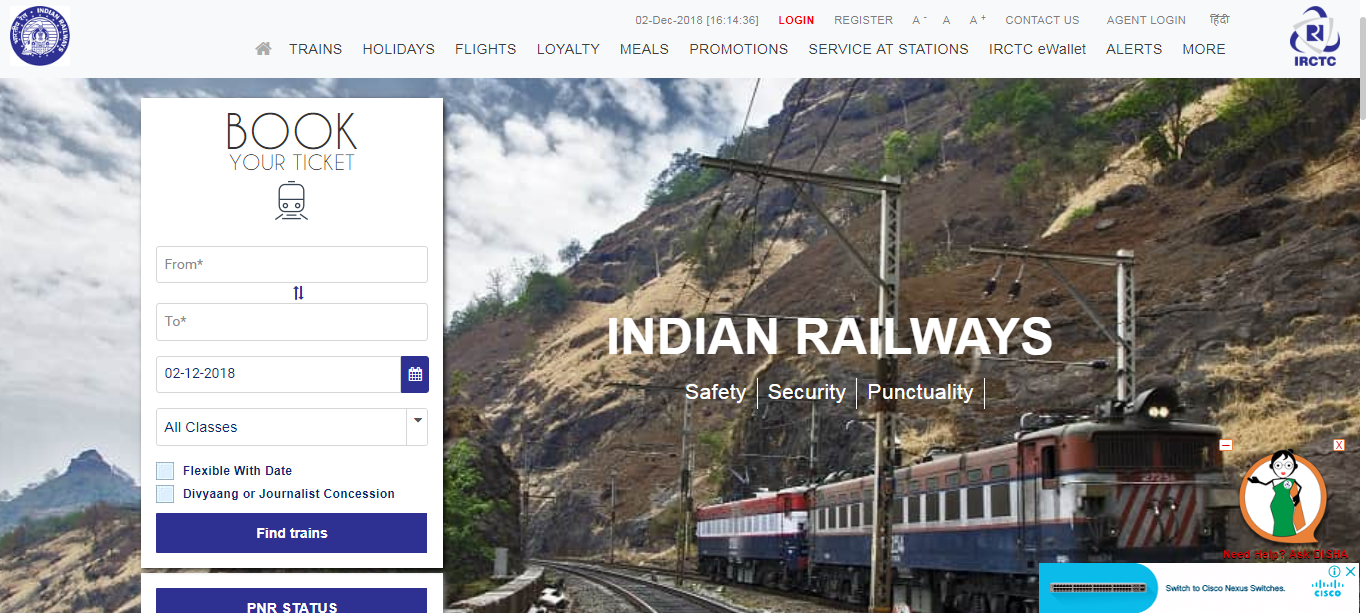 भारतीय रेल INDIAN RAILWAYS
02-Dec-2018 [16:14:36] LOGIN REGISTER A - A A + CONTACT US AGENT LOGIN हिंदी
TRAINS HOLIDAYS FLIGHTS LOYALTY MEALS PROMOTIONS SERVICE AT STATIONS IRCTC eWallet ALERTS MORE
IRCTC
BOOK
YOUR TICKET
From*
To*
02-12-2018
All Classes
Flexible With Date
Divyaang or Journalist Concession
Find trains
PNR STATUS
INDIAN RAILWAYS
Safety
Security
Punctuality
X
Need Help? Ask DISHA
Switch to Cisco Nexus Switches.
CISCO